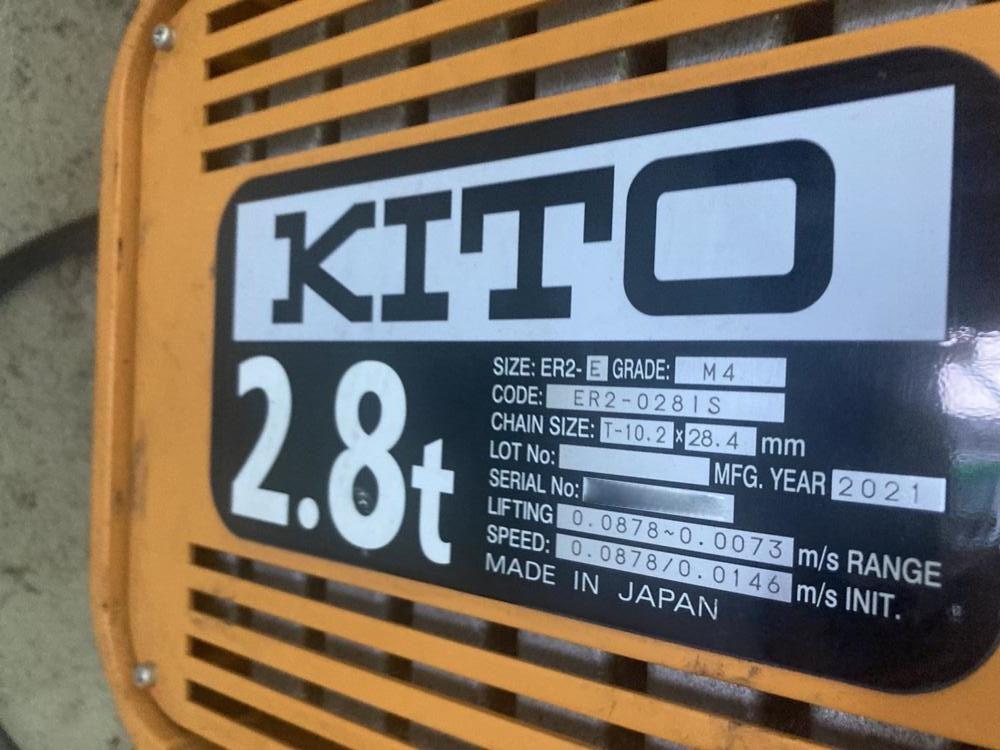 KITO
2.8t
SIZE: ER2-E GRADE: M4
CODE: ER2-028IS
CHAIN SIZE: T-10.2 x 28.4 mm
LOT No:
MFG. YEAR 2021
SERIAL No:
LIFTING SPEED: 0.0878~0.0073 m/s RANGE
0.0878/0.0146 m/s INIT.
MADE IN JAPAN